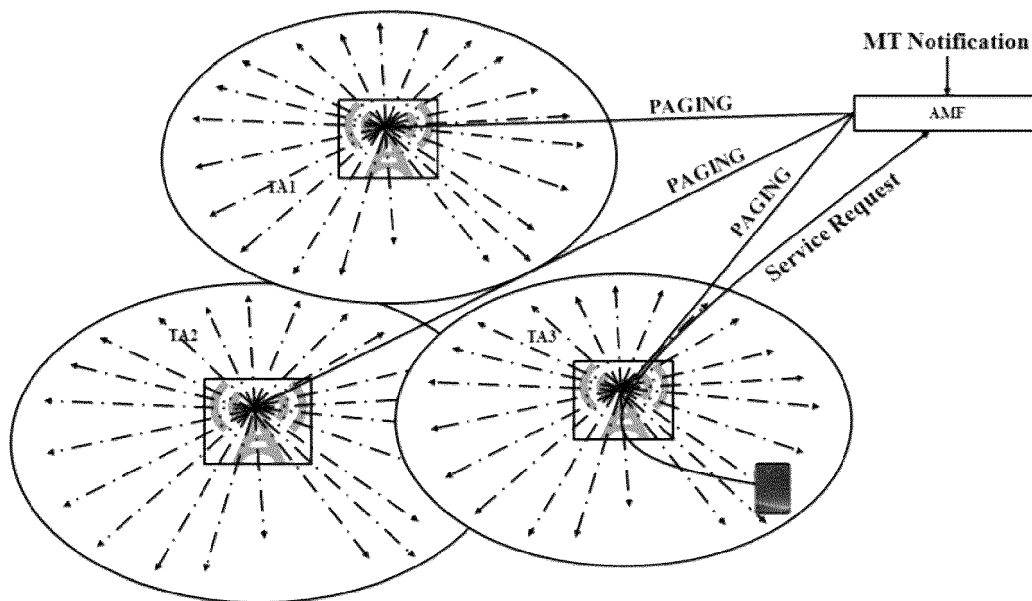 MT Notification
AMF
PAGING
PAGING
PAGING
Service Request
TA1
TA2
TA3